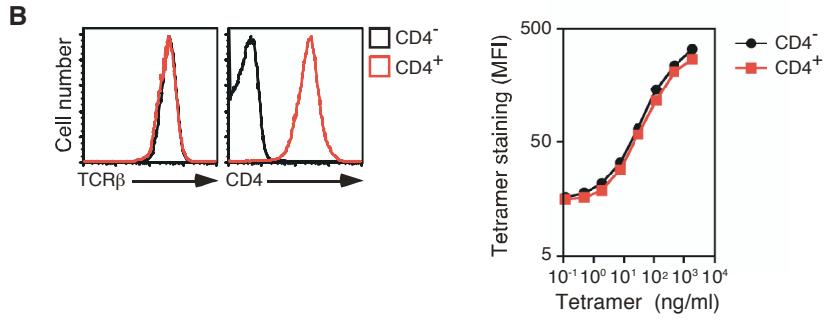 B
Cell number
TCRβ
CD4
CD4⁻
CD4⁺
Tetramer staining (MFI)
500
50
5
10⁻¹ 10⁰ 10¹ 10² 10³ 10⁴
Tetramer (ng/ml)
CD4⁻
CD4⁺